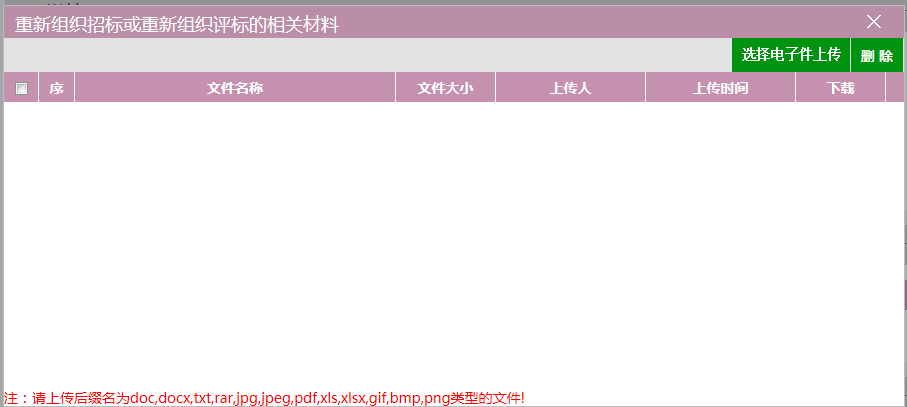 重新组织招标或重新组织评标的相关材料
选择电子件上传 删 除
序 文件名称 文件大小 上传人 上传时间 下载
注：请上传后缀名为doc,docx,txt,rar,jpg,jpeg,pdf,xls,xlsx,gif,bmp,png类型的文件!